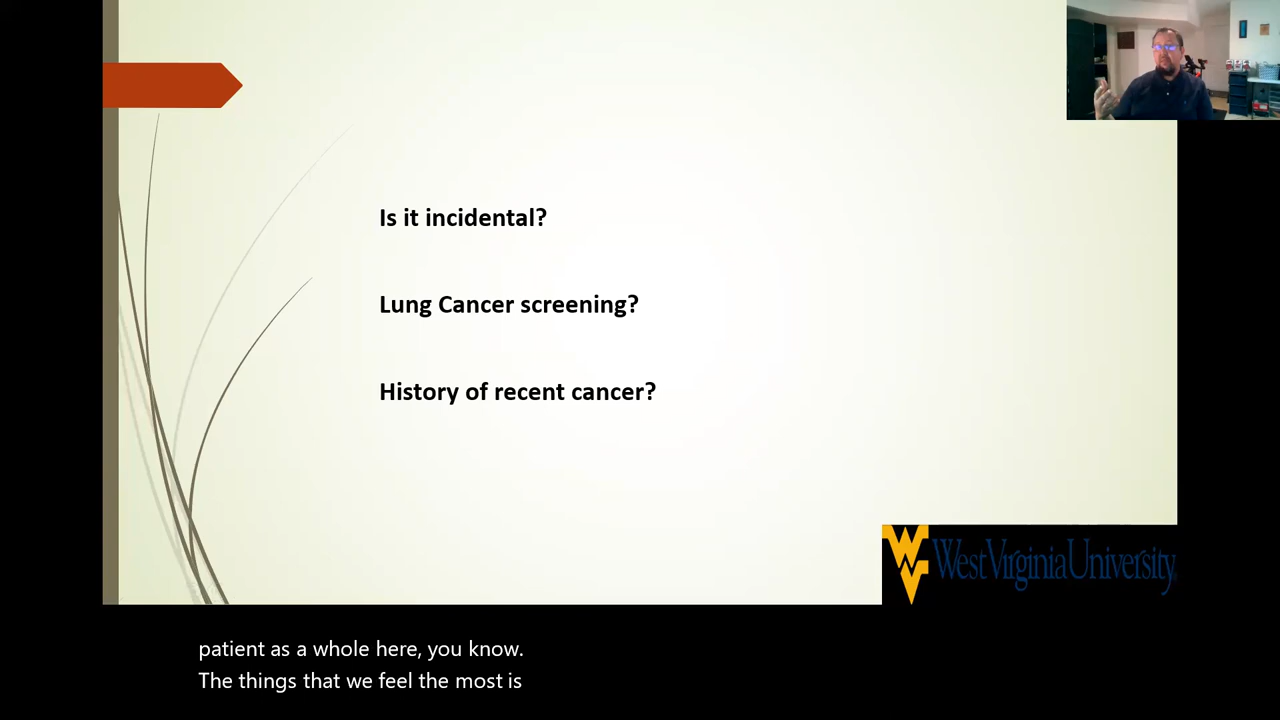 Is it incidental?
Lung Cancer screening?
History of recent cancer?
WV
West Virginia University
patient as a whole here, you know.
The things that we feel the most is